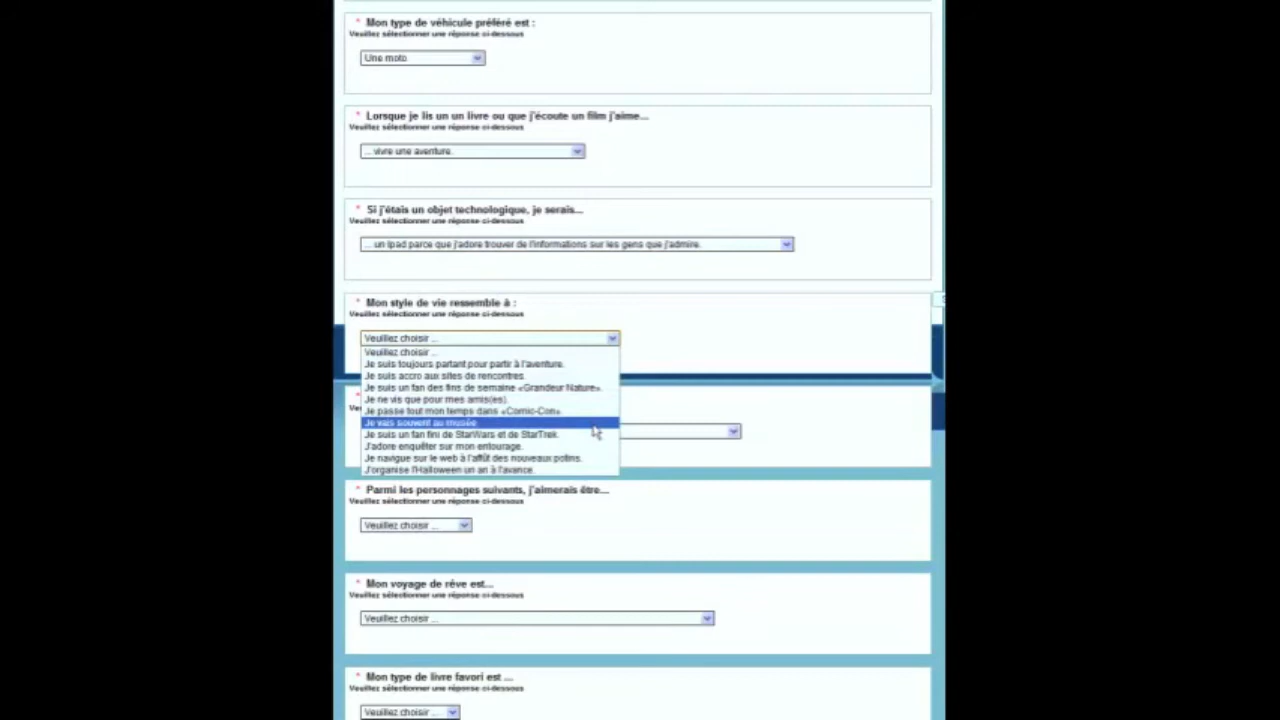 * Mon type de véhicule préféré est :
Veuillez sélectionner une réponse ci-dessous
Une moto.
* Lorsque je lis un un livre ou que j'écoute un film j'aime...
Veuillez sélectionner une réponse ci-dessous
... vivre une aventure.
* Si j'étais un objet technologique, je serais...
Veuillez sélectionner une réponse ci-dessous
... un Ipad parce que j'adore trouver de l'informations sur les gens que j'admire.
* Mon style de vie ressemble à :
Veuillez sélectionner une réponse ci-dessous
Veuillez choisir ...
Veuillez choisir ...
Je suis toujours partant pour partir à l'aventure.
Je suis accro aux sites de rencontres.
Je suis un fan des fins de semaine «Grandeur Nature».
Je ne vis que pour mes amis(es).
Je passe tout mon temps dans «Comic-Con».
Je vais souvent au musée.
Je suis un fan fini de StarWars et de StarTrek.
J'adore enquêter sur mon entourage.
Je navigue sur le web à l'affût des nouveaux potins.
J'organise l'Halloween un an à l'avance.
* Parmi les personnages suivants, j'aimerais être...
Veuillez sélectionner une réponse ci-dessous
Veuillez choisir ...
* Mon voyage de rêve est...
Veuillez sélectionner une réponse ci-dessous
Veuillez choisir ...
* Mon type de livre favori est ...
Veuillez sélectionner une réponse ci-dessous
Veuillez choisir ...